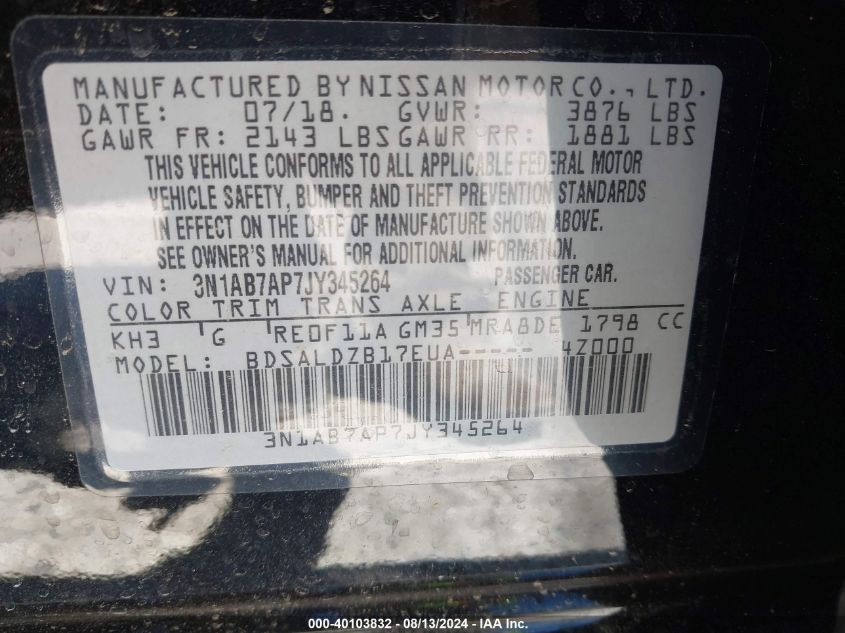 MANUFACTURED BY NISSAN MOTOR CO., LTD.
DATE: 07/18. GVWR: 3876 LBS
GAWR FR: 2143 LBS GAWR RR: 1881 LBS
THIS VEHICLE CONFORMS TO ALL APPLICABLE FEDERAL MOTOR
VEHICLE SAFETY, BUMPER AND THEFT PREVENTION STANDARDS
IN EFFECT ON THE DATE OF MANUFACTURE SHOWN ABOVE.
SEE OWNER'S MANUAL FOR ADDITIONAL INFORMATION.
VIN: 3N1AB7AP7JY345264 PASSENGER CAR.
COLOR TRIM TRANS AXLE ENGINE
KH3 G RE0F11A GM35 MRA8DE 1798 CC
MODEL: BDSALDZB17EUA----- 4Z000
3N1AB7AP7JY345264
000-40103832 - 08/13/2024 - IAA Inc.